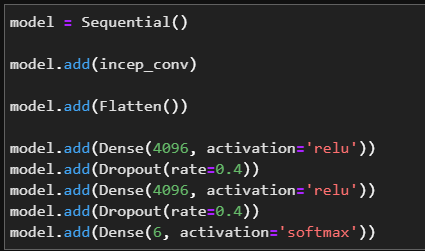 model = Sequential()
model.add(incep_conv)
model.add(Flatten())
model.add(Dense(4096, activation='relu'))
model.add(Dropout(rate=0.4))
model.add(Dense(4096, activation='relu'))
model.add(Dropout(rate=0.4))
model.add(Dense(6, activation='softmax'))